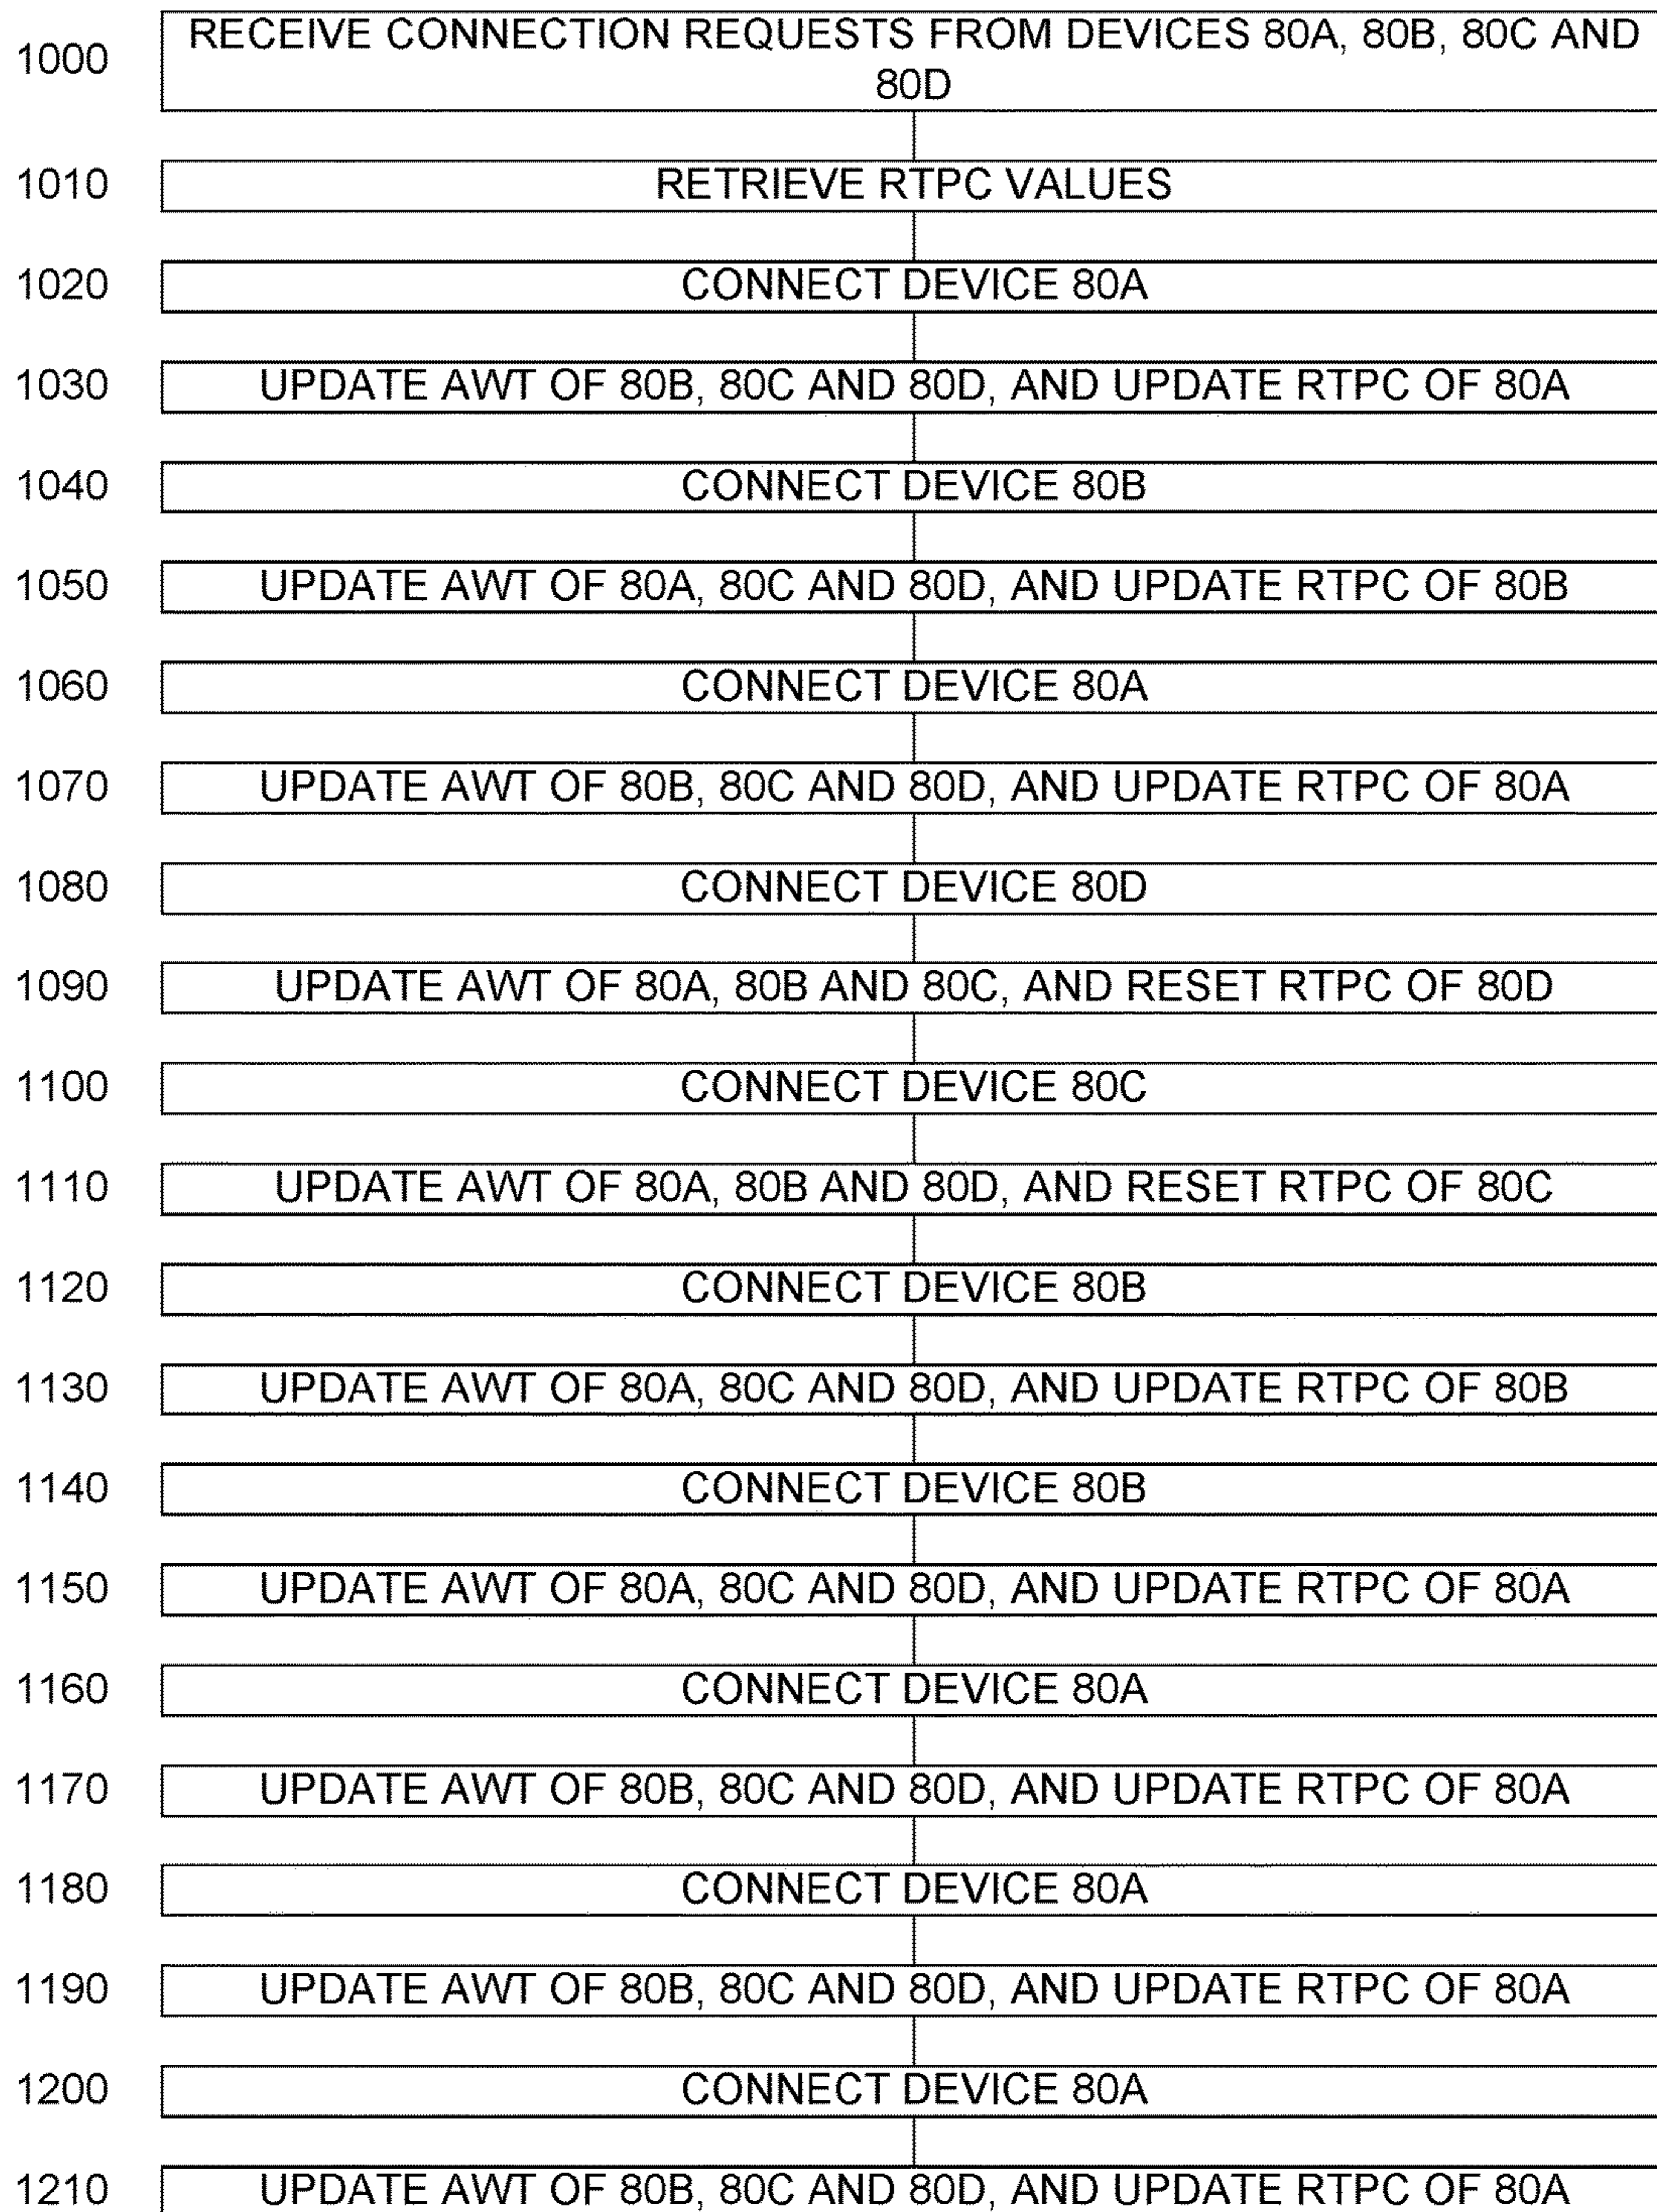 1000 RECEIVE CONNECTION REQUESTS FROM DEVICES 80A, 80B, 80C AND
80D
1010 RETRIEVE RTPC VALUES
1020 CONNECT DEVICE 80A
1030 UPDATE AWT OF 80B, 80C AND 80D, AND UPDATE RTPC OF 80A
1040 CONNECT DEVICE 80B
1050 UPDATE AWT OF 80A, 80C AND 80D, AND UPDATE RTPC OF 80B
1060 CONNECT DEVICE 80A
1070 UPDATE AWT OF 80B, 80C AND 80D, AND UPDATE RTPC OF 80A
1080 CONNECT DEVICE 80D
1090 UPDATE AWT OF 80A, 80B AND 80C, AND RESET RTPC OF 80D
1100 CONNECT DEVICE 80C
1110 UPDATE AWT OF 80A, 80B AND 80D, AND RESET RTPC OF 80C
1120 CONNECT DEVICE 80B
1130 UPDATE AWT OF 80A, 80C AND 80D, AND UPDATE RTPC OF 80B
1140 CONNECT DEVICE 80B
1150 UPDATE AWT OF 80A, 80C AND 80D, AND UPDATE RTPC OF 80A
1160 CONNECT DEVICE 80A
1170 UPDATE AWT OF 80B, 80C AND 80D, AND UPDATE RTPC OF 80A
1180 CONNECT DEVICE 80A
1190 UPDATE AWT OF 80B, 80C AND 80D, AND UPDATE RTPC OF 80A
1200 CONNECT DEVICE 80A
1210 UPDATE AWT OF 80B, 80C AND 80D, AND UPDATE RTPC OF 80A